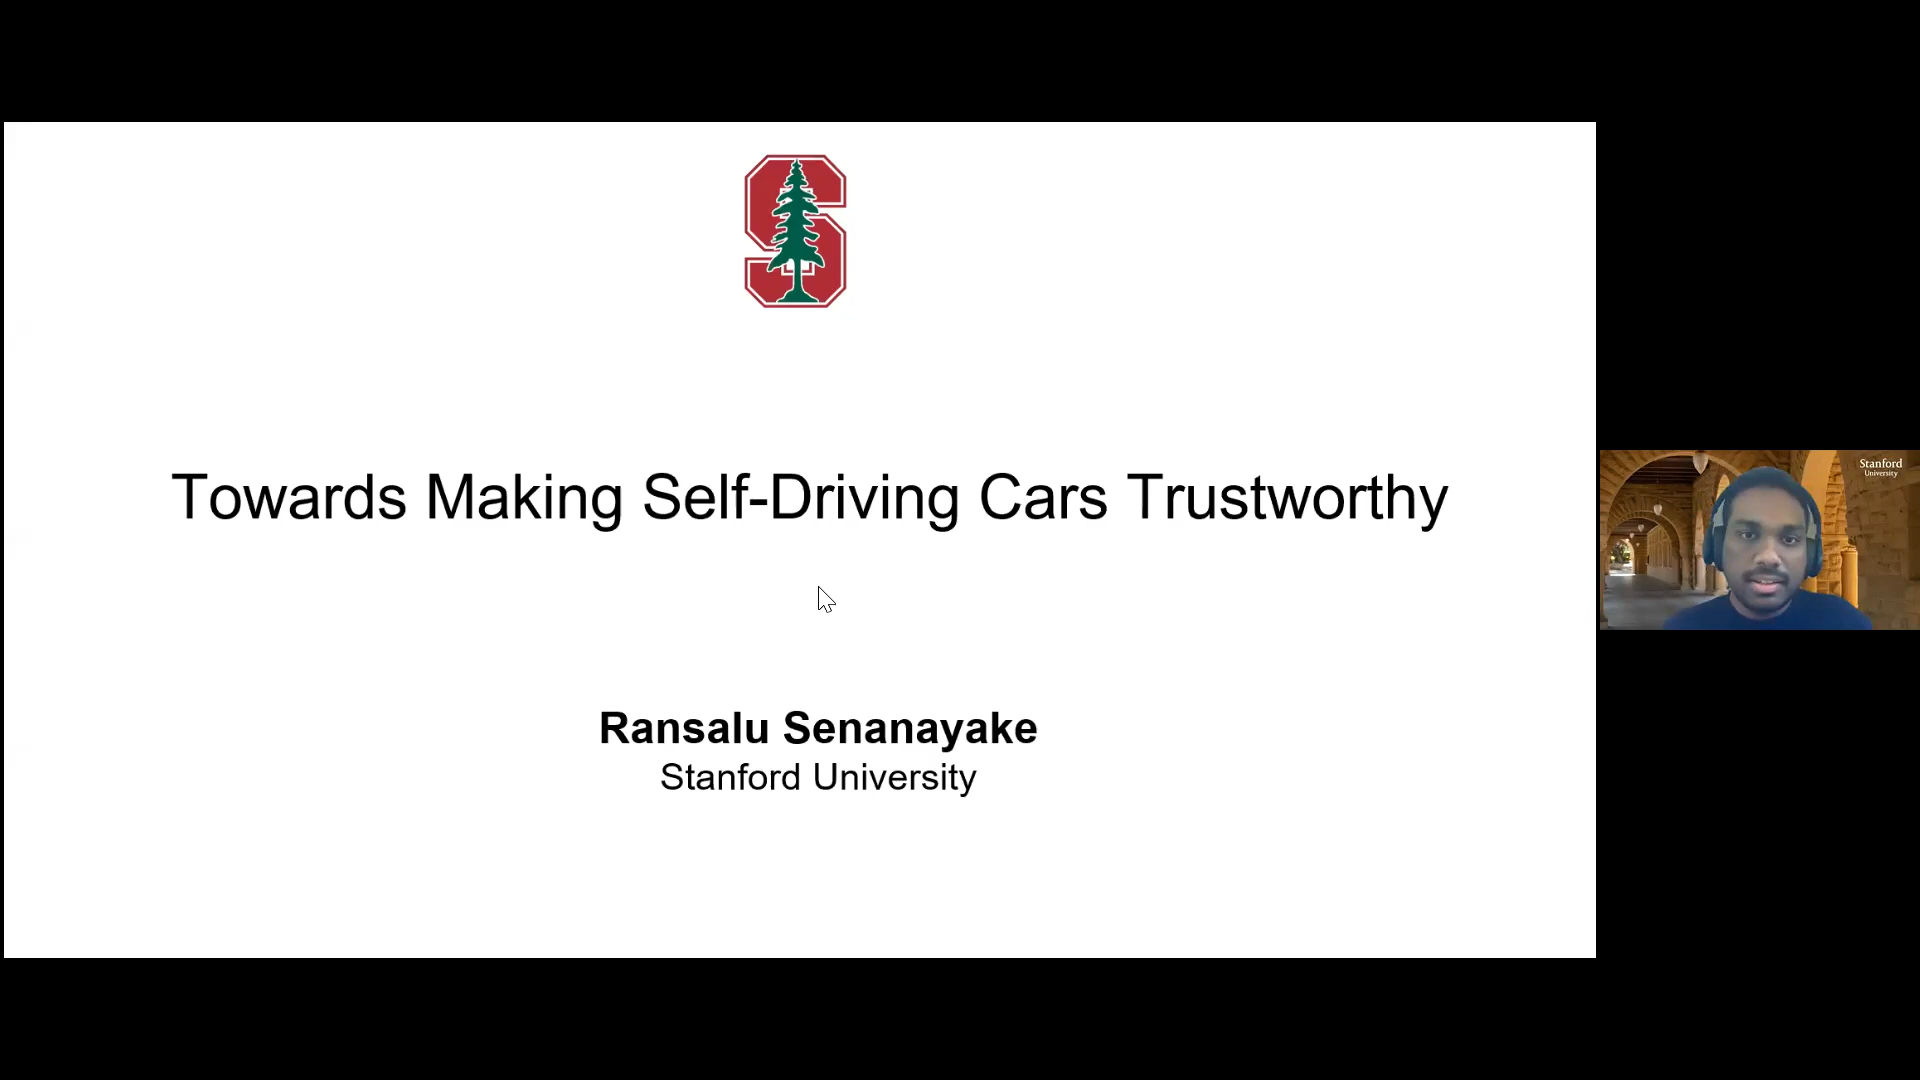 Towards Making Self-Driving Cars Trustworthy
Ransalu Senanayake
Stanford University
Stanford
University